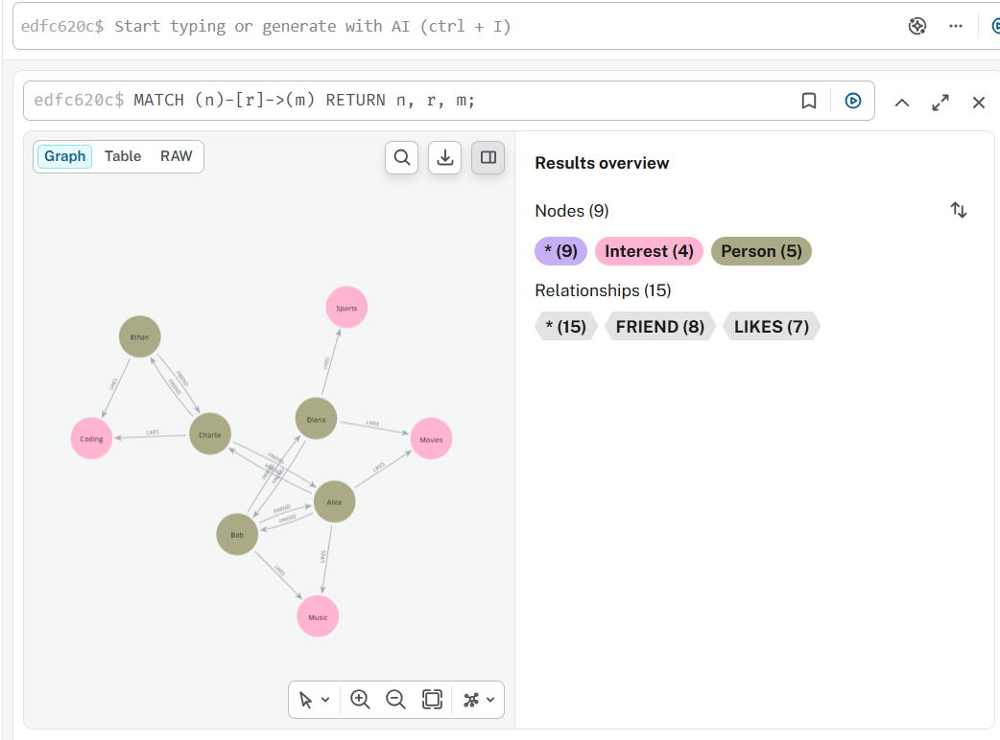 edfc620c$ Start typing or generate with AI (ctrl + I)
edfc620c$ MATCH (n)-[r]->(m) RETURN n, r, m;
Graph Table RAW
Results overview
Nodes (9)
* (9) Interest (4) Person (5)
Relationships (15)
* (15) FRIEND (8) LIKES (7)
Sports
Ethan
LIKES
FRIEND
LIKES
FRIEND
Diana
LIKES
Charlie
LIKES
Coding
Movies
FRIEND
FRIEND
LIKES
FRIEND
FRIEND
Alice
FRIEND
FRIEND
Bob
LIKES
LIKES
Music